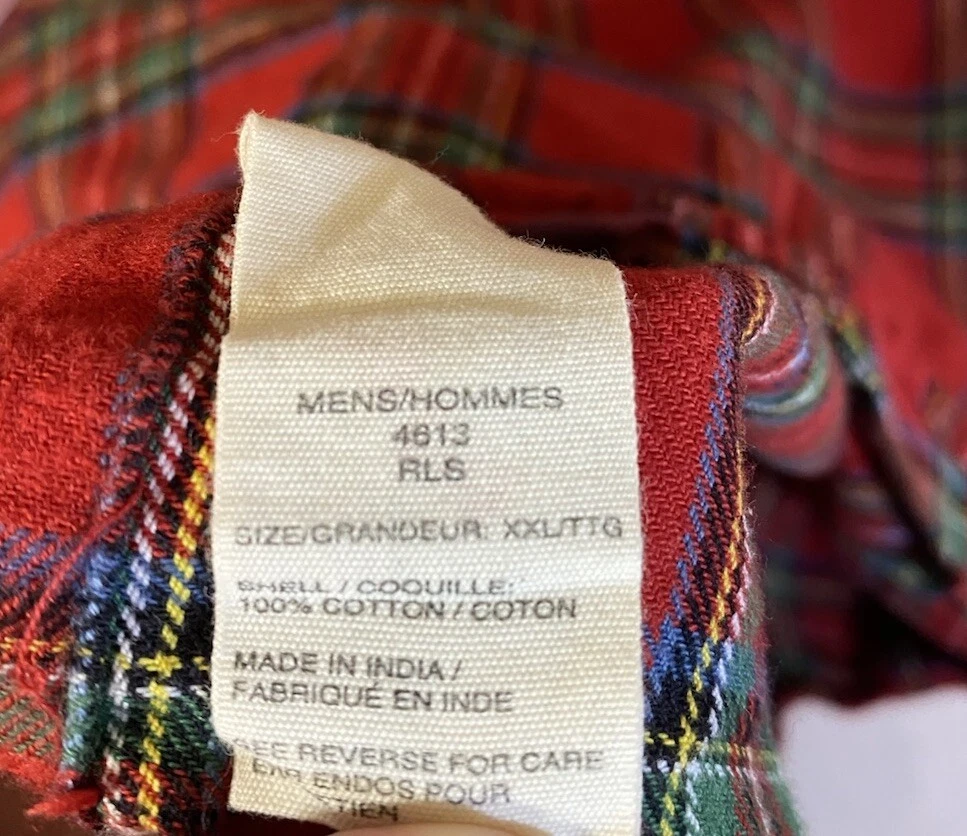 MENS/HOMMES
4613
RLS
SIZE/GRANDEUR: XXL/TTG
SHELL / COQUILLE:
100% COTTON / COTON
MADE IN INDIA /
FABRIQUÉ EN INDE
SEE REVERSE FOR CARE
ENDOS POUR
TIEN